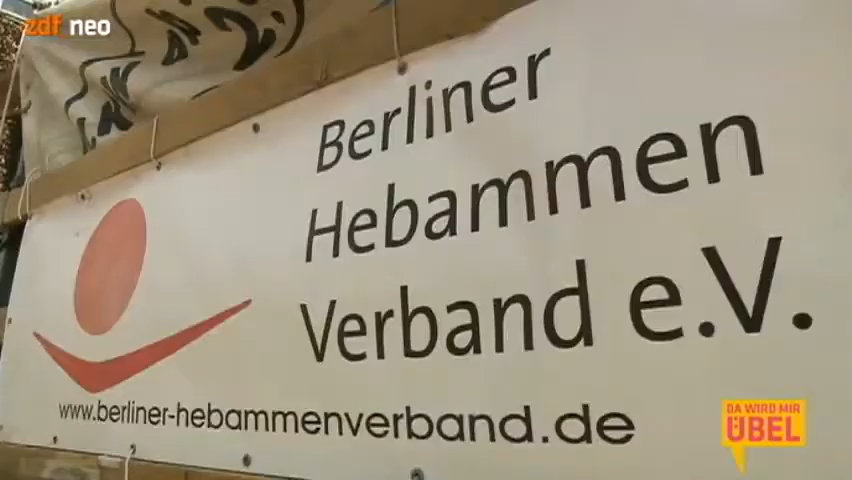 zdf neo
Berliner
Hebammen
Verband e.V.
www.berliner-hebammenverband.de
DA WIRD MIR
ÜBEL